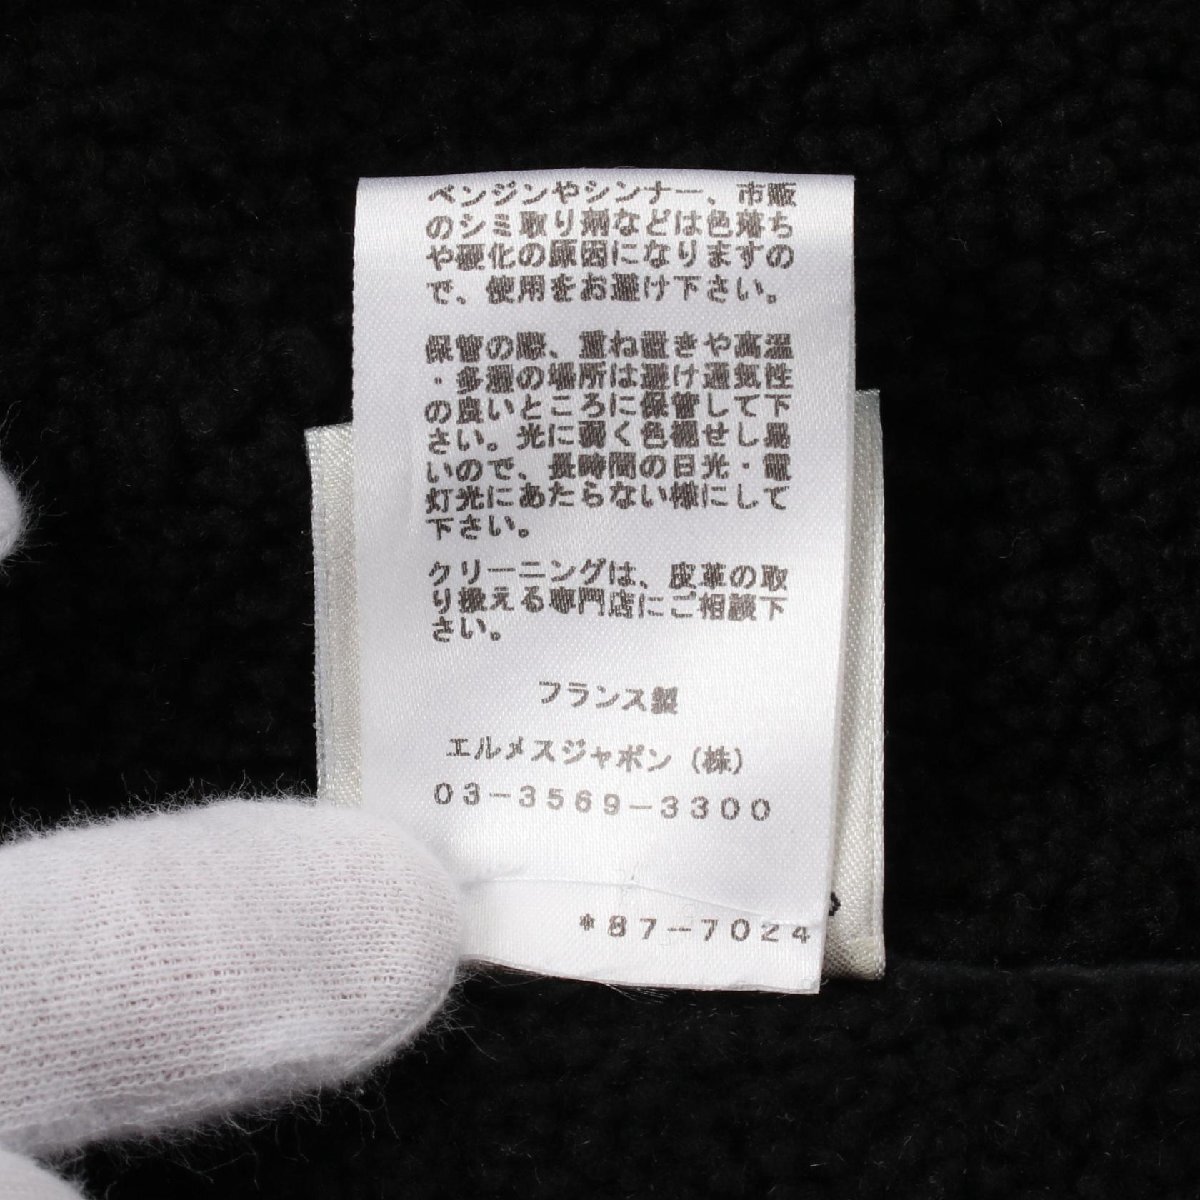 ベンジンやシンナー、市販
のシミ取り剤などは色落ち
や硬化の原因になりますの
で、使用をお避け下さい。
保管の際、重ね置きや高温
・多湿の場所は避け通気性
の良いところに保管して下
さい。光に弱く色褪せし易
いので、長時間の日光・電
灯光にあたらない様にして
下さい。
クリーニングは、皮革の取
り扱える専門店にご相談下
さい。
フランス製
エルメスジャポン（株）
03-3569-3300
*87-7024